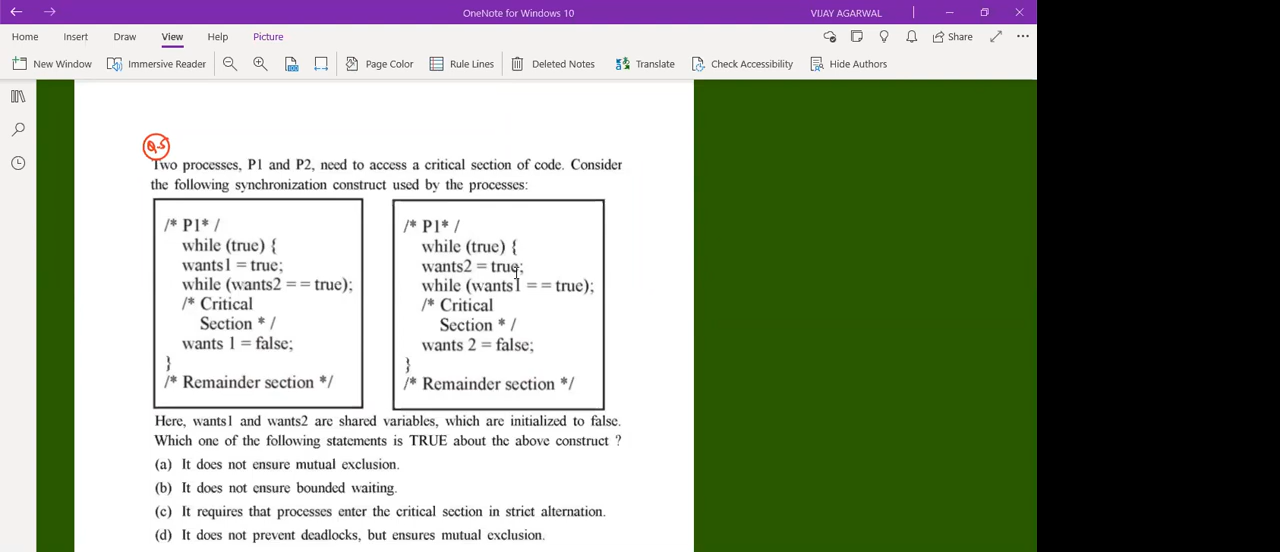 OneNote for Windows 10
VIJAY AGARWAL
Home Insert Draw View Help Picture
Share
New Window Immersive Reader Page Color Rule Lines Deleted Notes Translate Check Accessibility Hide Authors
Q.5
Two processes, P1 and P2, need to access a critical section of code. Consider
the following synchronization construct used by the processes:
/* P1* /
while (true) {
wants1 = true;
while (wants2 = = true);
/* Critical
Section * /
wants 1 = false;
}
/* Remainder section */
/* P1* /
while (true) {
wants2 = true;
while (wants1 = = true);
/* Critical
Section * /
wants 2 = false;
}
/* Remainder section */
Here, wants1 and wants2 are shared variables, which are initialized to false.
Which one of the following statements is TRUE about the above construct ?
(a) It does not ensure mutual exclusion.
(b) It does not ensure bounded waiting.
(c) It requires that processes enter the critical section in strict alternation.
(d) It does not prevent deadlocks, but ensures mutual exclusion.